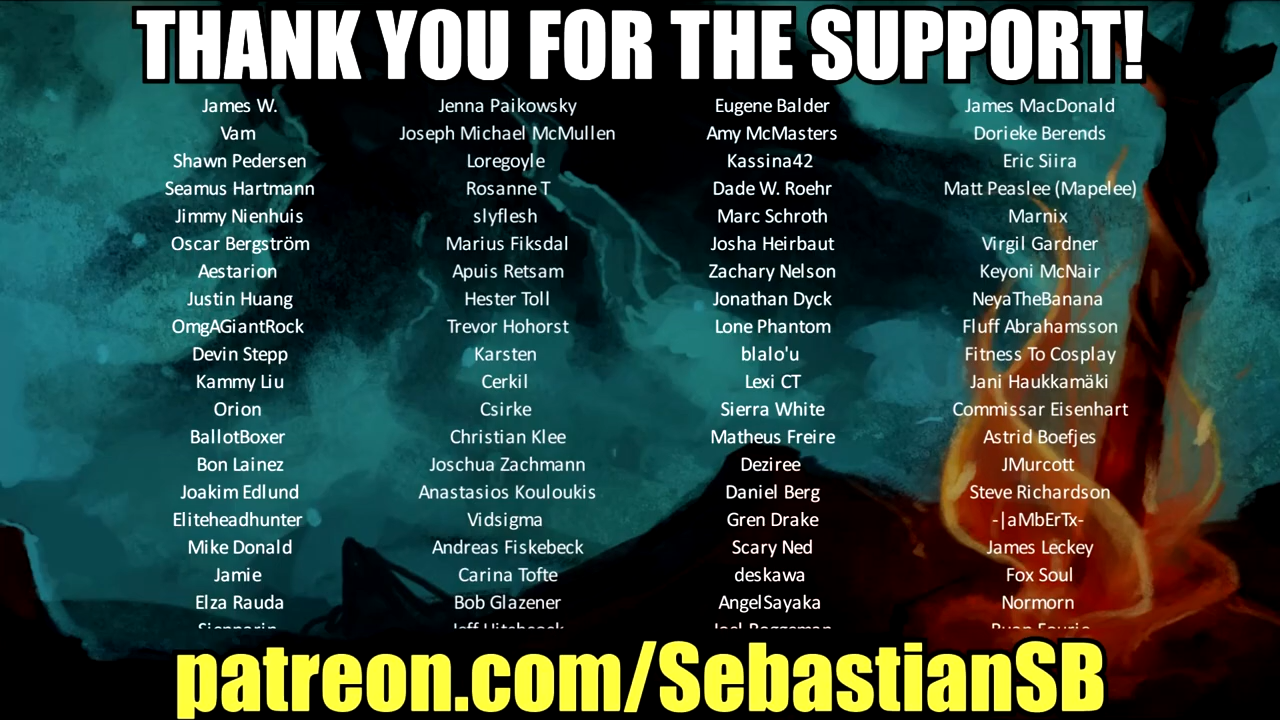 THANK YOU FOR THE SUPPORT!
James W.
Vam
Shawn Pedersen
Seamus Hartmann
Jimmy Nienhuis
Oscar Bergström
Aestarion
Justin Huang
OmgAGiantRock
Devin Stepp
Kammy Liu
Orion
BallotBoxer
Bon Lainez
Joakim Edlund
Eliteheadhunter
Mike Donald
Jamie
Elza Rauda
Jenna Paikowsky
Joseph Michael McMullen
Loregoyle
Rosanne T
slyflesh
Marius Fiksdal
Apuis Retsam
Hester Toll
Trevor Hohorst
Karsten
Cerkil
Csirke
Christian Klee
Joschua Zachmann
Anastasios Kouloukis
Vidsigma
Andreas Fiskebeck
Carina Tofte
Bob Glazener
Jeff Hitchcock
Eugene Balder
Amy McMasters
Kassina42
Dade W. Roehr
Marc Schroth
Josha Heirbaut
Zachary Nelson
Jonathan Dyck
Lone Phantom
blalo'u
Lexi CT
Sierra White
Matheus Freire
Deziree
Daniel Berg
Gren Drake
Scary Ned
deskawa
AngelSayaka
James MacDonald
Dorieke Berends
Eric Siira
Matt Peaslee (Mapelee)
Marnix
Virgil Gardner
Keyoni McNair
NeyaTheBanana
Fluff Abrahamsson
Fitness To Cosplay
Jani Haukkamäki
Commissar Eisenhart
Astrid Boefjes
JMurcott
Steve Richardson
-|aMbErTx-
James Leckey
Fox Soul
Normorn
Ryan Fourie
patreon.com/SebastianSB